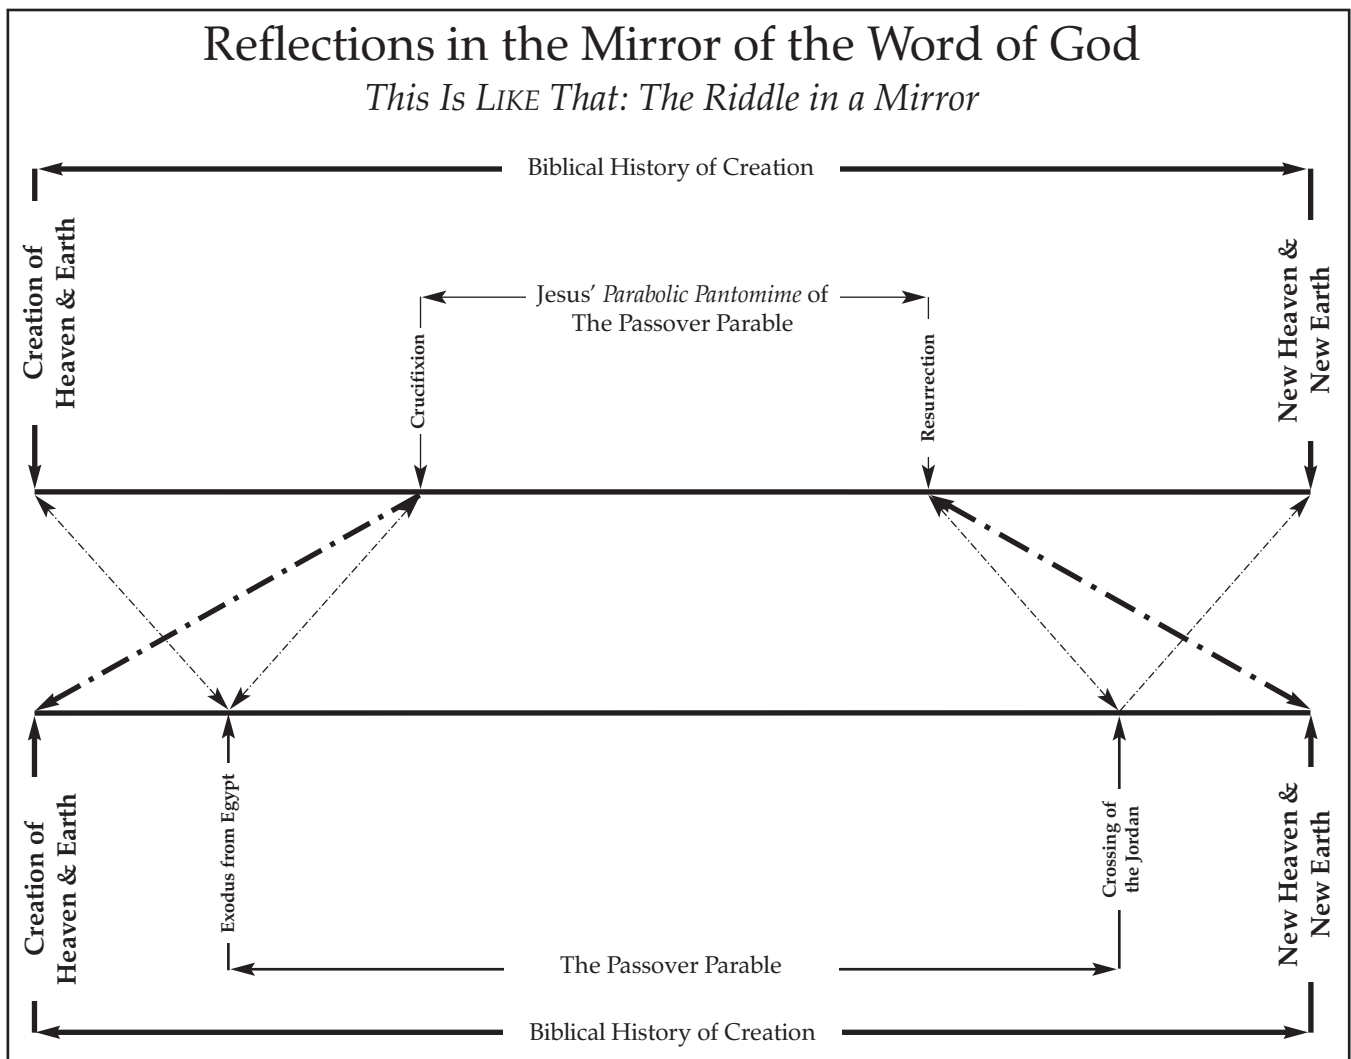 Reflections in the Mirror of the Word of God
This Is LIKE That: The Riddle in a Mirror
Biblical History of Creation
Creation of
Heaven & Earth
Jesus’ Parabolic Pantomime of
The Passover Parable
Crucifixion
Resurrection
New Heaven &
New Earth
Creation of
Heaven & Earth
Exodus from Egypt
Crossing of
the Jordan
New Heaven &
New Earth
The Passover Parable
Biblical History of Creation